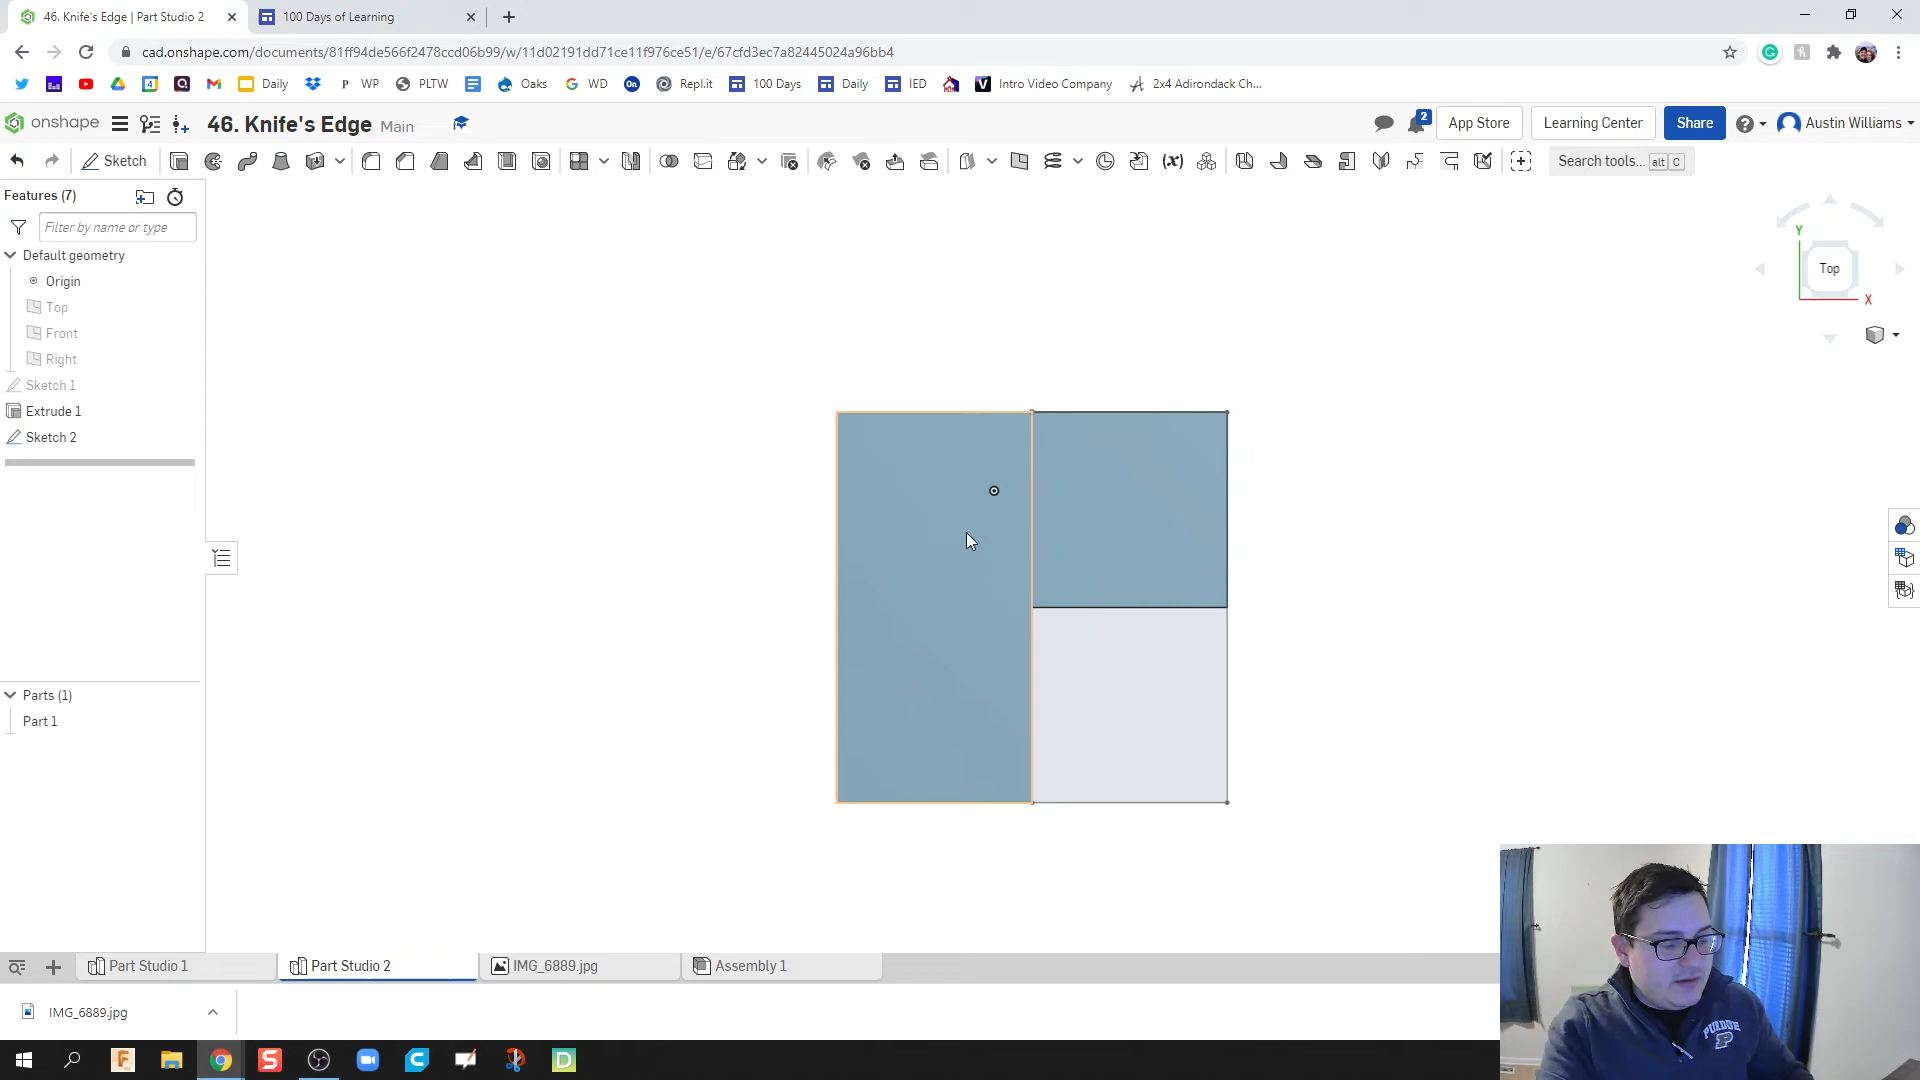 46. Knife's Edge | Part Studio 2
100 Days of Learning
cad.onshape.com/documents/81ff94de566f2478ccd06b99/w/11d02191dd71ce11f976ce51/e/67cfd3ec7a82445024a96bb4
Daily
P WP
PLTW
Oaks
WD
On
Repl.it
100 Days
Daily
IED
Intro Video Company
2x4 Adirondack Ch...
onshape
46. Knife's Edge Main
2
App Store
Learning Center
Share
Austin Williams
Sketch
Search tools... alt C
Features (7)
Filter by name or type
Default geometry
Origin
Top
Front
Right
Sketch 1
Extrude 1
Sketch 2
Parts (1)
Part 1
Y
Top
X
Part Studio 1
Part Studio 2
IMG_6889.jpg
Assembly 1
IMG_6889.jpg
PURDUE
P